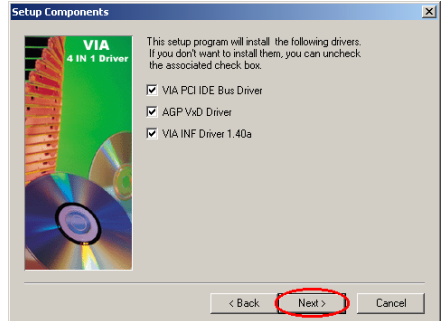 Setup Components
VIA
4 IN 1 Driver
This setup program will install the following drivers.
If you don't want to install them, you can uncheck
the associated check box.
VIA PCI IDE Bus Driver
AGP VxD Driver
VIA INF Driver 1.40a
< Back
Next >
Cancel